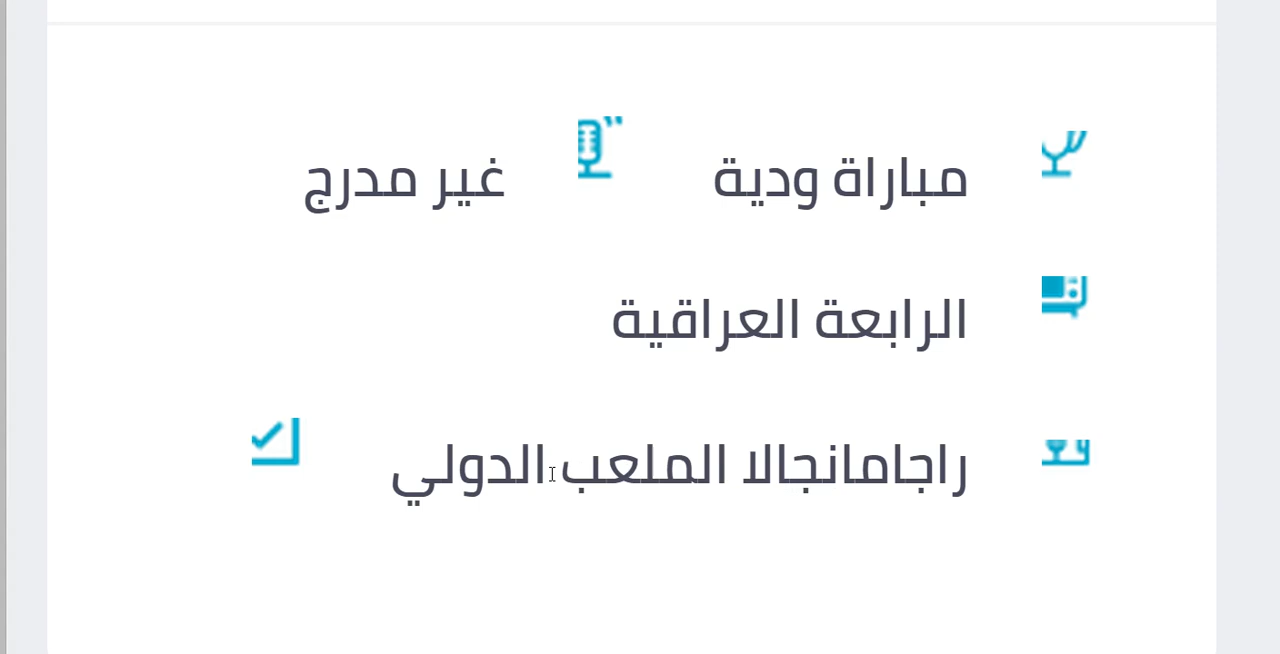 مباراة ودية غير مدرج
الرابعة العراقية
راجامانجالا الملعب الدولي